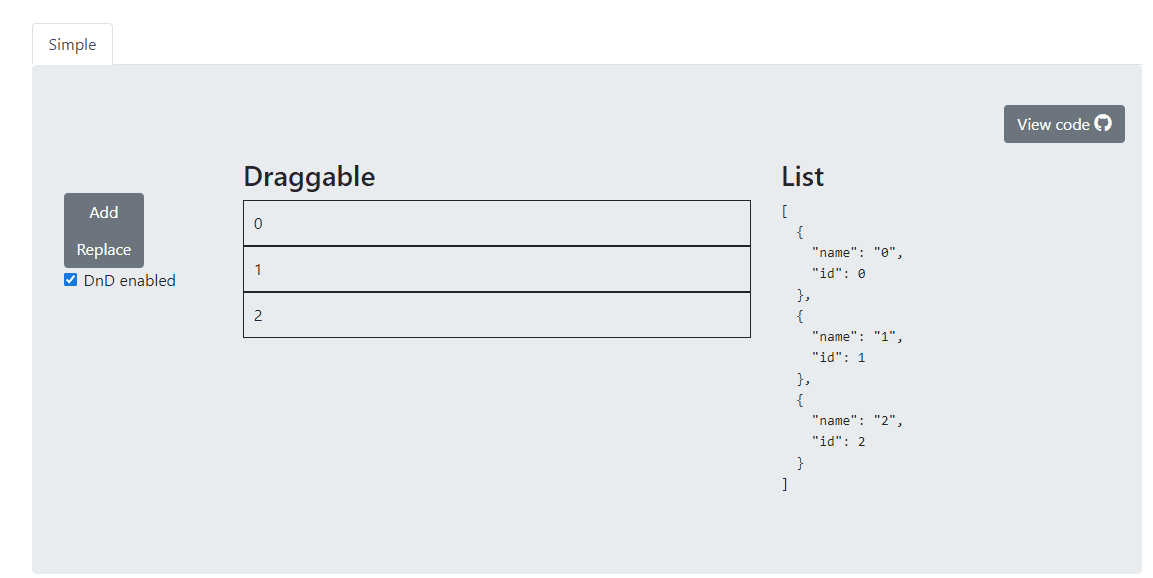 Simple
View code
Add
Replace
DnD enabled
Draggable
0
1
2
List
[
  {
    "name": "0",
    "id": 0
  },
  {
    "name": "1",
    "id": 1
  },
  {
    "name": "2",
    "id": 2
  }
]